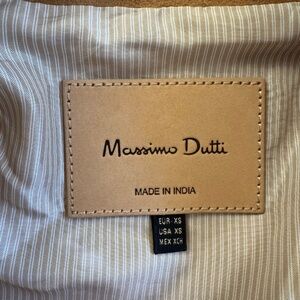 Massimo Dutti
MADE IN INDIA
EUR-XS
USA XS
MEX XCH